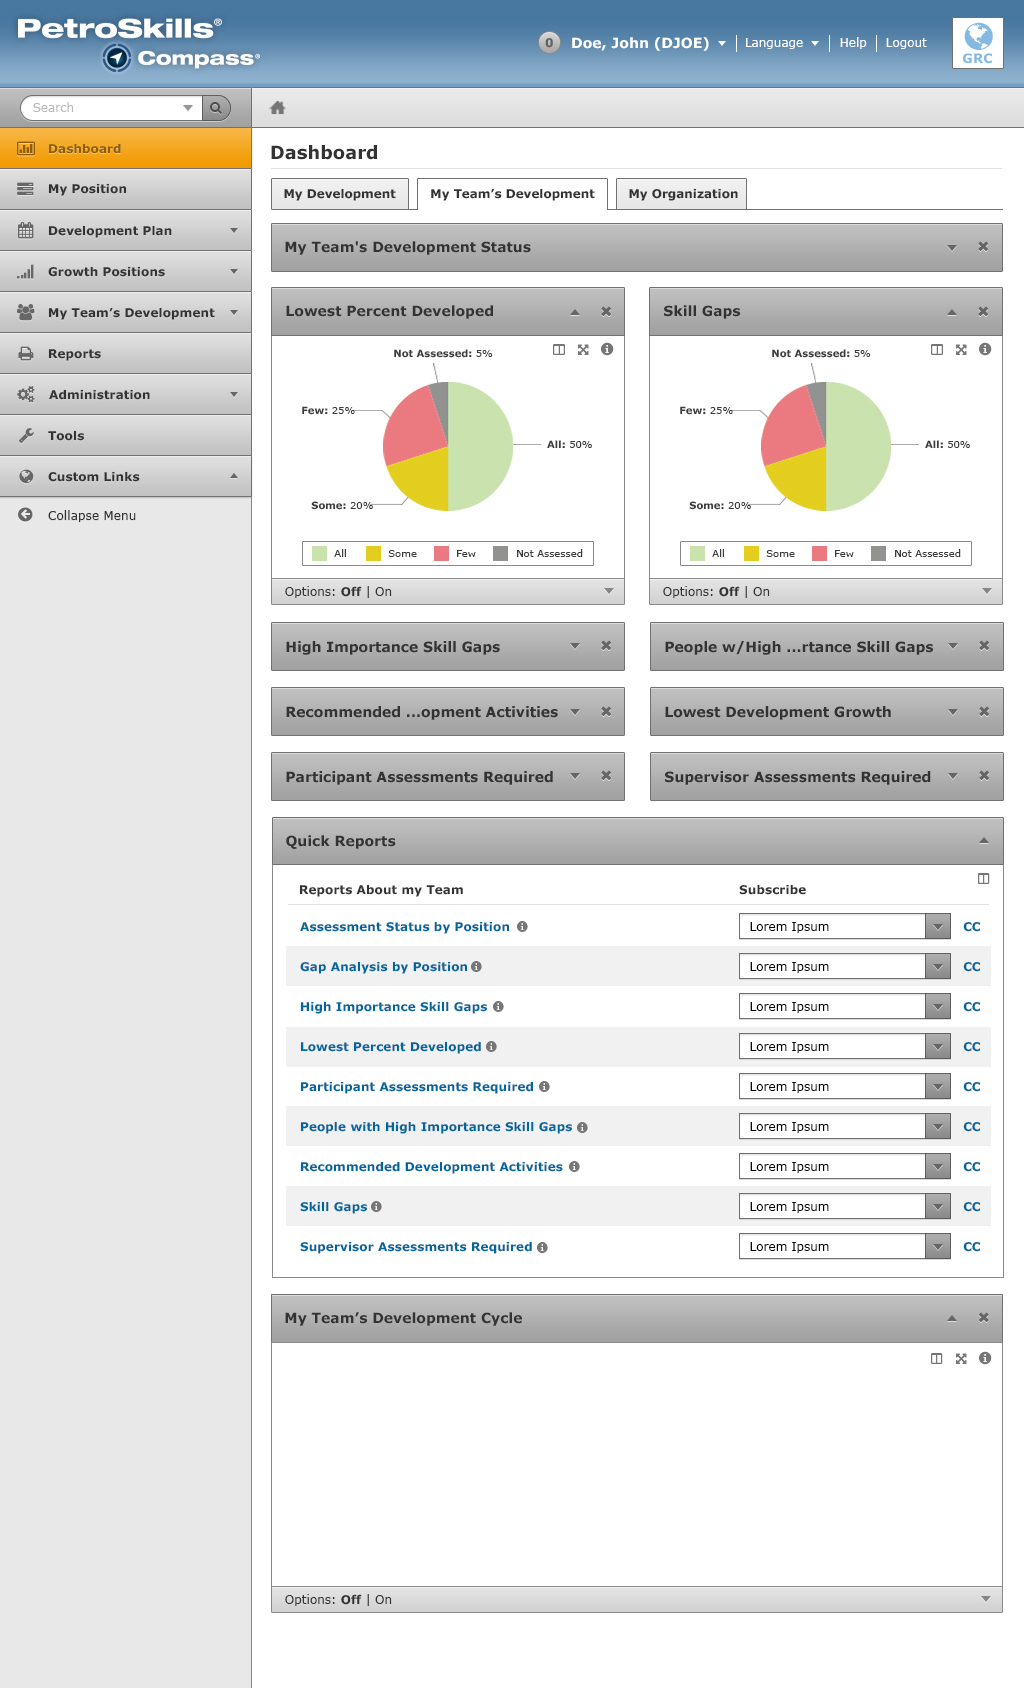 PetroSkills®
Compass®
0 Doe, John (DJOE) Language Help Logout
GRC
Search
Dashboard
My Position
Development Plan
Growth Positions
My Team’s Development
Reports
Administration
Tools
Custom Links
Collapse Menu
Dashboard
My Development My Team’s Development My Organization
My Team's Development Status
Lowest Percent Developed
Not Assessed: 5%
Few: 25%
All: 50%
Some: 20%
All Some Few Not Assessed
Options: Off | On
Skill Gaps
Not Assessed: 5%
Few: 25%
All: 50%
Some: 20%
All Some Few Not Assessed
Options: Off | On
High Importance Skill Gaps
People w/High ...rtance Skill Gaps
Recommended ...opment Activities
Lowest Development Growth
Participant Assessments Required
Supervisor Assessments Required
Quick Reports
Reports About my Team Subscribe
Assessment Status by Position Lorem Ipsum CC
Gap Analysis by Position Lorem Ipsum CC
High Importance Skill Gaps Lorem Ipsum CC
Lowest Percent Developed Lorem Ipsum CC
Participant Assessments Required Lorem Ipsum CC
People with High Importance Skill Gaps Lorem Ipsum CC
Recommended Development Activities Lorem Ipsum CC
Skill Gaps Lorem Ipsum CC
Supervisor Assessments Required Lorem Ipsum CC
My Team’s Development Cycle
Options: Off | On